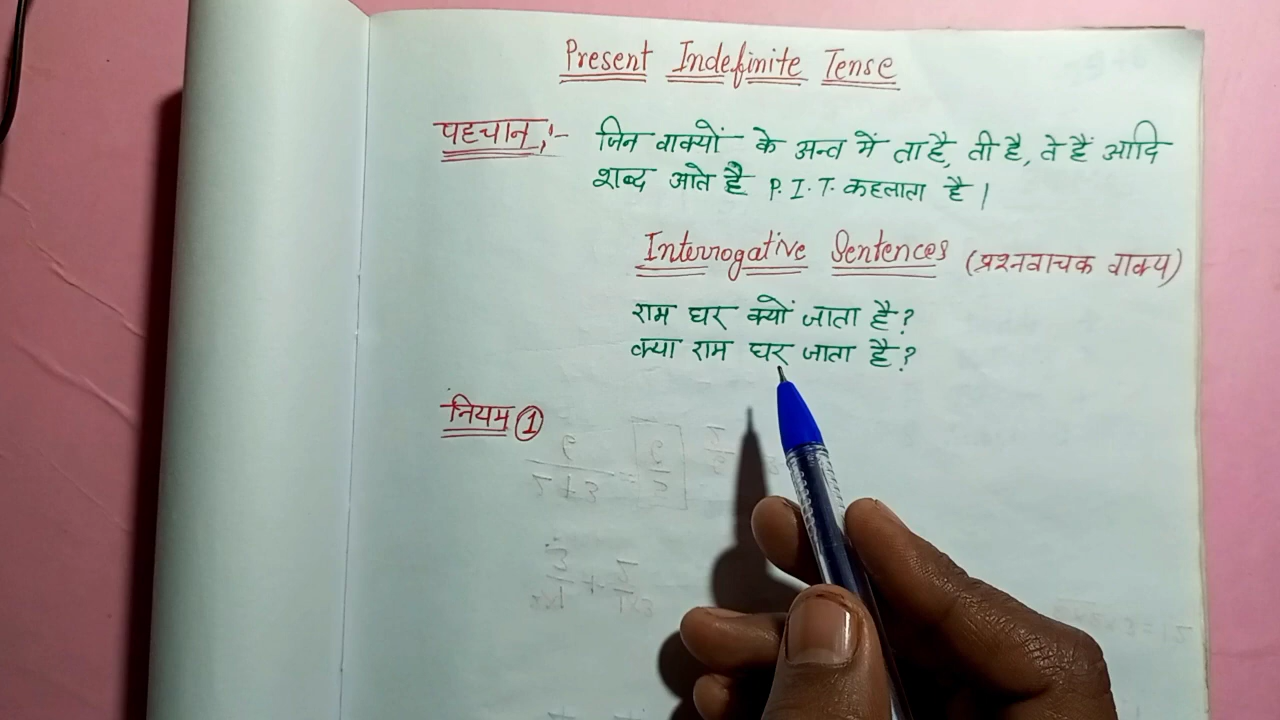 Present Indefinite Tense
पहचान :- जिन वाक्यों के अन्त में ता है, ती है, ते हैं आदि
शब्द आते है P.I.T. कहलाता है।
Interrogative Sentences (प्रश्नवाचक वाक्य)
राम घर क्यों जाता है?
क्या राम घर जाता है?
नियम ①